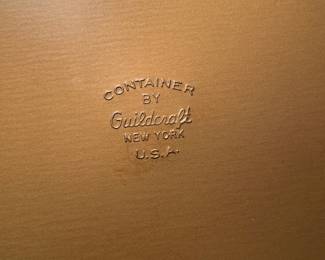 CONTAINER
BY
Guildcraft
NEW YORK
U.S.A.